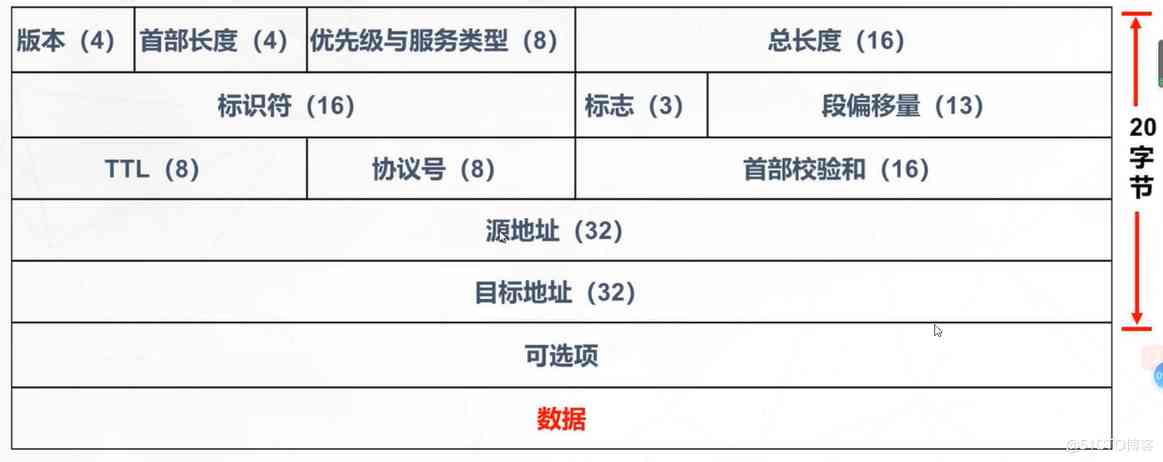 版本（4） 首部长度（4） 优先级与服务类型（8） 总长度（16）
标识符（16） 标志（3） 段偏移量（13）
TTL（8） 协议号（8） 首部校验和（16）
源地址（32）
目标地址（32）
可选项
数据
20
字
节
@51CTO博客